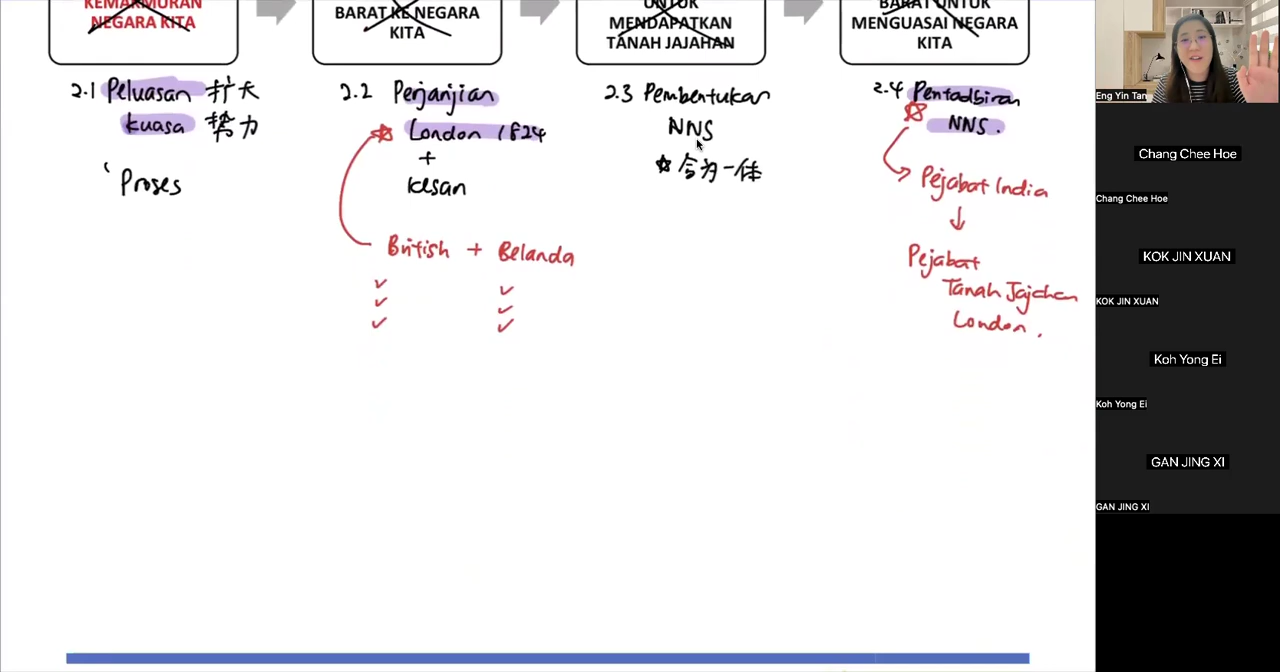 KEMAKMURAN
NEGARA KITA
BARAT KE NEGARA
KITA
UNTUK
MENDAPATKAN
TANAH JAJAHAN
BARAT UNTUK
MENGUASAI NEGARA
KITA
2.1 Peluasan 扩大
kuasa 势力
Proses
2.2 Perjanjian
London 1824
+
kesan
British + Belanda
2.3 Pembentukan
NNS
合为一体
2.4 Pentadbiran
NNS.
Pejabat India
Pejabat
Tanah Jajahan
London.
Eng Yin Tan
Chang Chee Hoe
Chang Chee Hoe
KOK JIN XUAN
KOK JIN XUAN
Koh Yong Ei
Koh Yong Ei
GAN JING XI
GAN JING XI